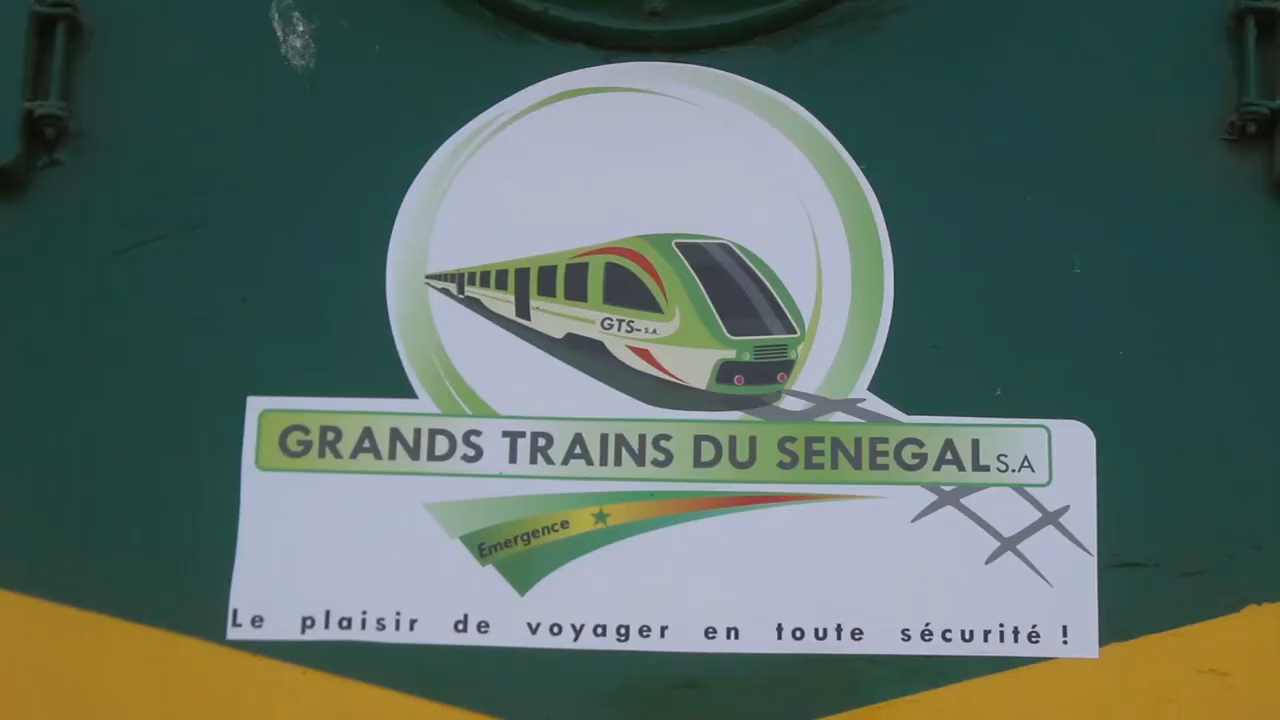 GTS-S.A.
GRANDS TRAINS DU SENEGAL S.A
Emergence
Le plaisir de voyager en toute sécurité !